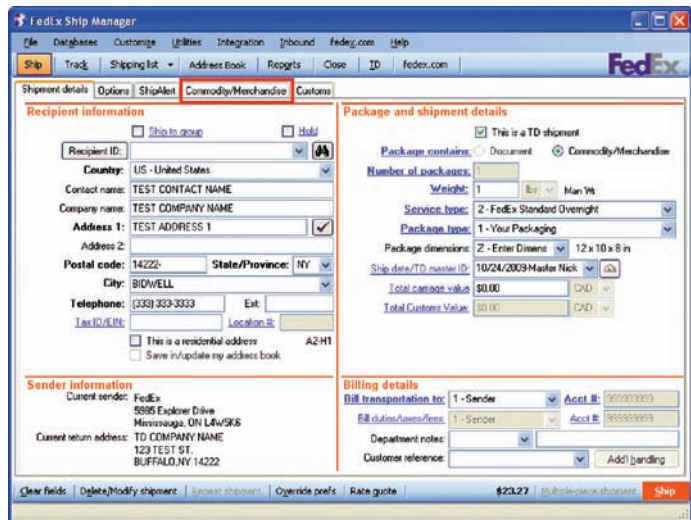 FedEx Ship Manager
File Databases Customize Utilities Integration Inbound fedex.com Help
Ship Track Shipping list Address Book Reports Close ID fedex.com
FedEx
Shipment details Options ShipAlert Commodity/Merchandise Customs
Recipient information
Ship to group Hold
Recipient ID:
Country: US - United States
Contact name: TEST CONTACT NAME
Company name: TEST COMPANY NAME
Address 1: TEST ADDRESS 1
Address 2:
Postal code: 14222- State/Province: NY
City: BIDWELL
Telephone: (333) 333-3333 Ext:
Tax ID/EIN: Location #:
This is a residential address A2-H1
Save in/update my address book
Package and shipment details
This is a TD shipment
Package contains: Document Commodity/Merchandise
Number of packages: 1
Weight: 1 lbs Man Wt
Service type: 2 - FedEx Standard Overnight
Package type: 1 - Your Packaging
Package dimensions: Z - Enter Dimens 12 x 10 x 8 in
Ship date/TD master ID: 10/24/2009-Master Nick
Total carriage value $0.00 CAD
Total Customs Value: $0.00 CAD
Sender information
Current sender: FedEx
5985 Explorer Drive
Mississauga, ON L4W5K6
Current return address: TD COMPANY NAME
123 TEST ST.
BUFFALO,NY 14222
Billing details
Bill transportation to: 1 - Sender Acct #: 999999999
Bill duties/taxes/fees: 1 - Sender Acct #: 999999999
Department notes:
Customer reference: Add'l handling
Clear fields Delete/Modify shipment Repeat shipment Override prefs Rate quote $23.27 Multiple-piece shipment Ship